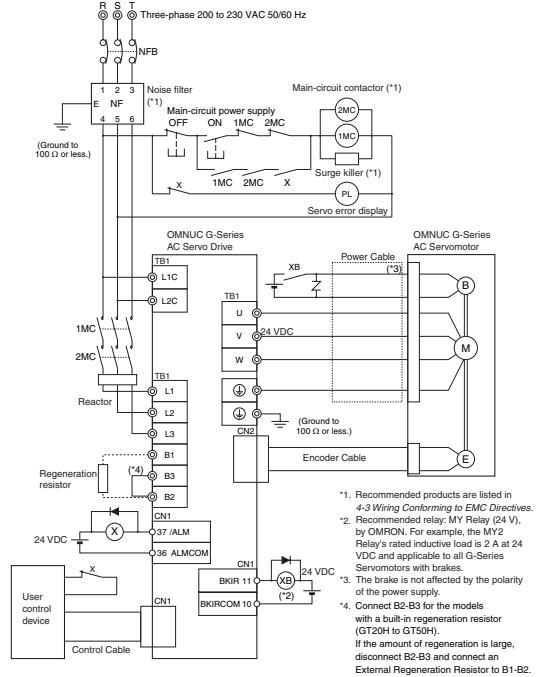 R S T
Three-phase 200 to 230 VAC 50/60 Hz
NFB
1 2 3
E NF
4 5 6
Noise filter
(*1)
(Ground to
100 Ω or less.)
Main-circuit power supply
OFF ON 1MC 2MC
1MC 2MC X
X
Main-circuit contactor (*1)
2MC
1MC
Surge killer (*1)
PL
Servo error display
OMNUC G-Series
AC Servo Drive
TB1
L1C
L2C
1MC
2MC
Reactor
TB1
L1
L2
L3
B1
B3
B2
(*4)
Regeneration
resistor
CN1
37 /ALM
36 ALMCOM
X
24 VDC
User
control
device
X
CN1
Control Cable
TB1
U
V
W
24 VDC
XB
Power Cable
(*3)
(Ground to
100 Ω or less.)
CN2
Encoder Cable
OMNUC G-Series
AC Servomotor
B
M
E
CN1
BKIR 11
BKIRCOM 10
XB
(*2)
24 VDC
*1. Recommended products are listed in
4-3 Wiring Conforming to EMC Directives.
*2. Recommended relay: MY Relay (24 V),
by OMRON. For example, the MY2
Relay's rated inductive load is 2 A at 24
VDC and applicable to all G-Series
Servomotors with brakes.
*3. The brake is not affected by the polarity
of the power supply.
*4. Connect B2-B3 for the models
with a built-in regeneration resistor
(GT20H to GT50H).
If the amount of regeneration is large,
disconnect B2-B3 and connect an
External Regeneration Resistor to B1-B2.